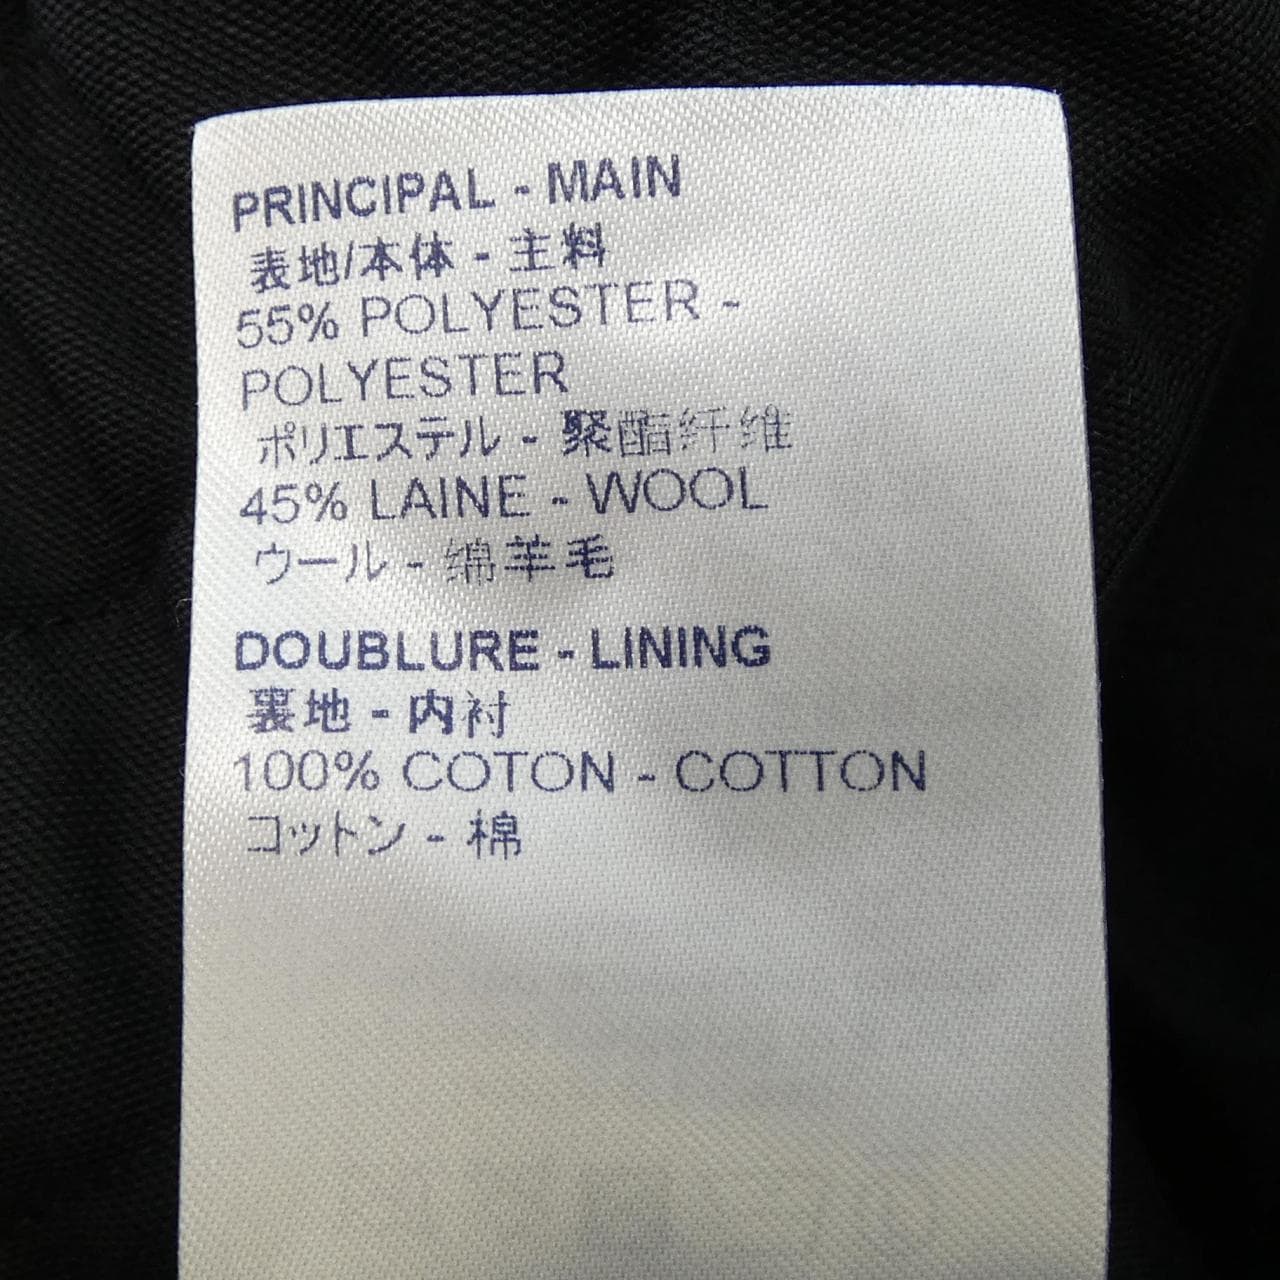 PRINCIPAL - MAIN
表地/本体 - 主料
55% POLYESTER -
POLYESTER
ポリエステル - 聚酯纤维
45% LAINE - WOOL
ウール - 绵羊毛
DOUBLURE - LINING
裏地 - 内衬
100% COTON - COTTON
コットン - 棉